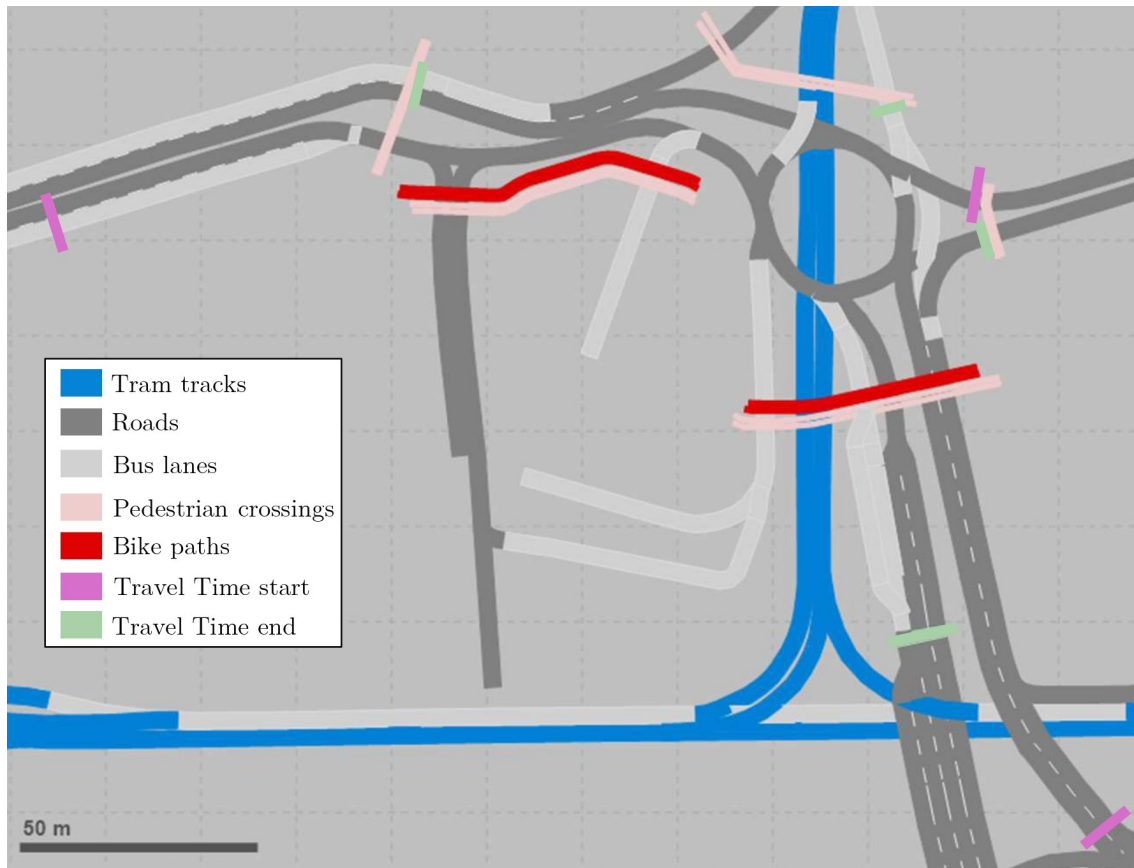 Tram tracks
Roads
Bus lanes
Pedestrian crossings
Bike paths
Travel Time start
Travel Time end
50 m